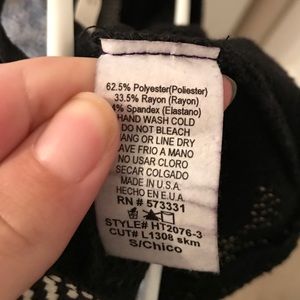 62.5% Polyester(Poliester)
33.5% Rayon (Rayon)
4% Spandex (Elastano)
HAND WASH COLD
DO NOT BLEACH
HANG OR LINE DRY
LAVE FRIO A MANO
NO USAR CLORO
SECAR COLGADO
MADE IN U.S.A.
HECHO EN E.U.A.
RN # 573331
STYLE# HT2076-3
CUT# L1308 skm
S/Chico